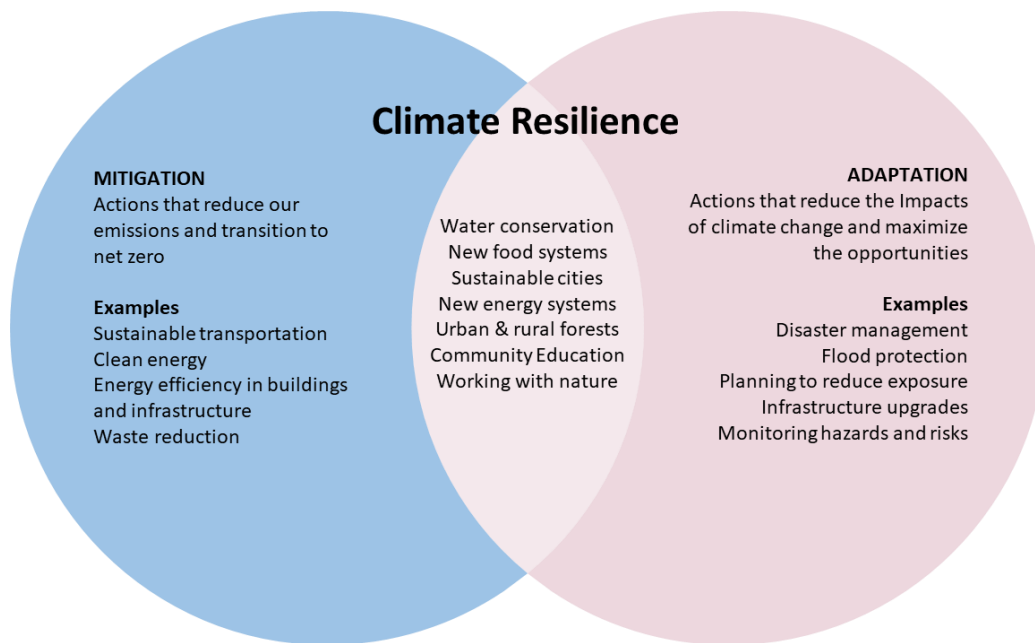 Climate Resilience
MITIGATION
Actions that reduce our
emissions and transition to
net zero
Examples
Sustainable transportation
Clean energy
Energy efficiency in buildings
and infrastructure
Waste reduction
Water conservation
New food systems
Sustainable cities
New energy systems
Urban & rural forests
Community Education
Working with nature
ADAPTATION
Actions that reduce the Impacts
of climate change and maximize
the opportunities
Examples
Disaster management
Flood protection
Planning to reduce exposure
Infrastructure upgrades
Monitoring hazards and risks